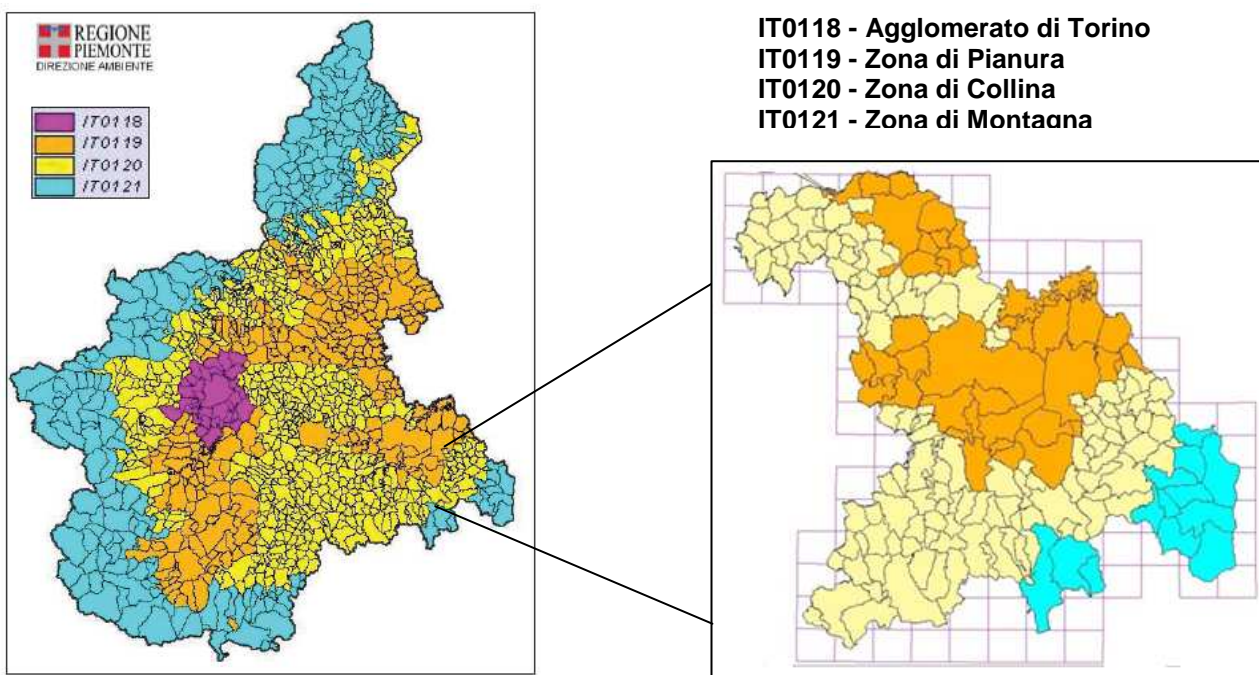 REGIONE
PIEMONTE
DIREZIONE AMBIENTE
IT0118
IT0119
IT0120
IT0121
IT0118 - Agglomerato di Torino
IT0119 - Zona di Pianura
IT0120 - Zona di Collina
IT0121 - Zona di Montagna